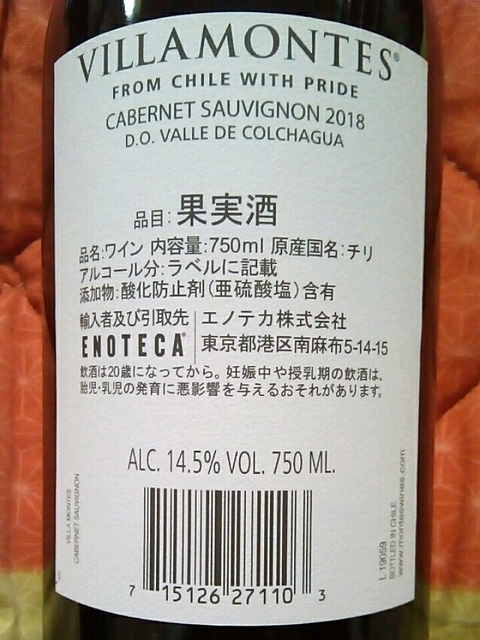 VILLAMONTES®
FROM CHILE WITH PRIDE
CABERNET SAUVIGNON 2018
D.O. VALLE DE COLCHAGUA
品目:果実酒
品名:ワイン 内容量:750ml 原産国名:チリ
アルコール分:ラベルに記載
添加物:酸化防止剤(亜硫酸塩)含有
輸入者及び引取先
ENOTECA
エノテカ株式会社
東京都港区南麻布5-14-15
飲酒は20歳になってから。妊娠中や授乳期の飲酒は、
胎児・乳児の発育に悪影響を与えるおそれがあります。
ALC. 14.5% VOL. 750 ML.
VILLA MONTES
CABERNET SAUVIGNON
L 19059
BOTTLED IN CHILE
www.monteswines.com
7 15126 27110 3